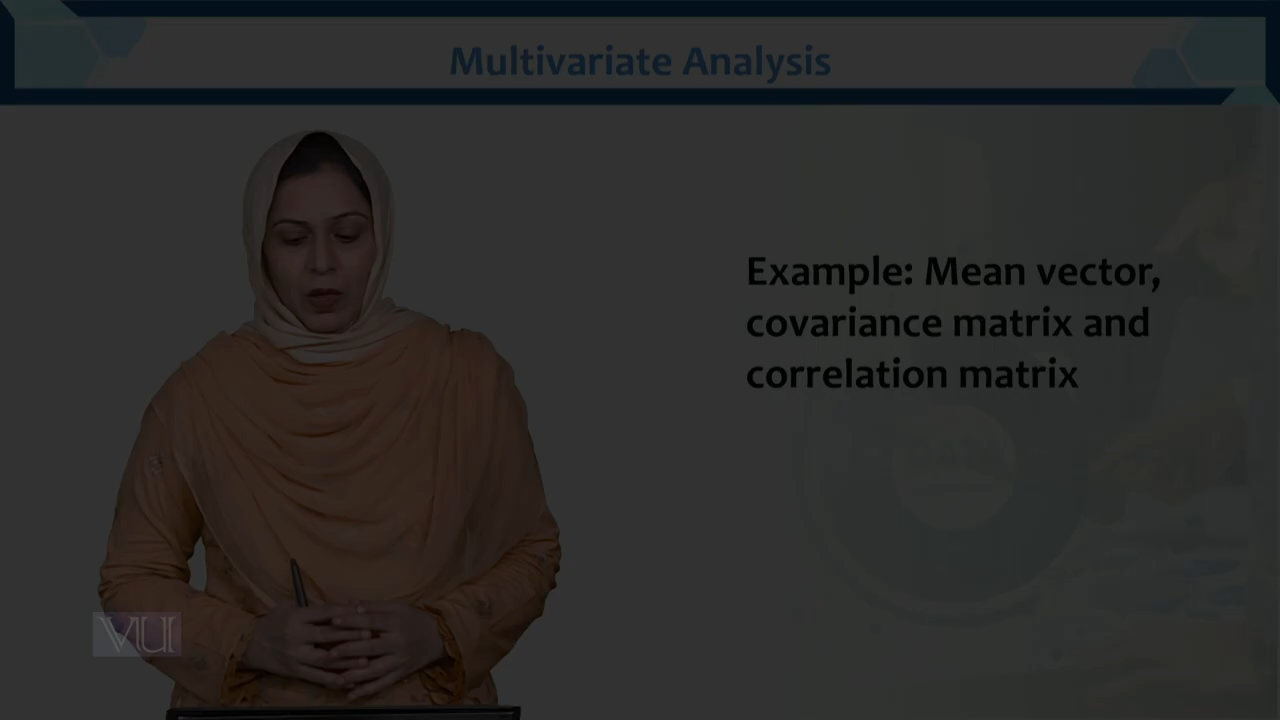 Multivariate Analysis
Example: Mean vector,
covariance matrix and
correlation matrix
VU